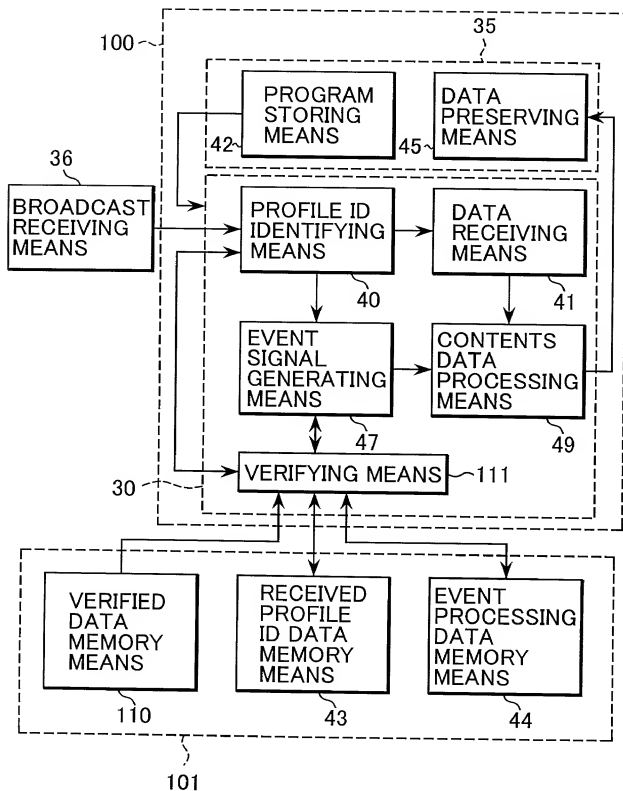 100
35
PROGRAM
STORING
MEANS
42
DATA
PRESERVING
MEANS
45
36
BROADCAST
RECEIVING
MEANS
PROFILE ID
IDENTIFYING
MEANS
40
DATA
RECEIVING
MEANS
41
EVENT
SIGNAL
GENERATING
MEANS
47
CONTENTS
DATA
PROCESSING
MEANS
49
VERIFYING MEANS
111
30
VERIFIED
DATA
MEMORY
MEANS
110
RECEIVED
PROFILE
ID DATA
MEMORY
MEANS
43
EVENT
PROCESSING
DATA
MEMORY
MEANS
44
101